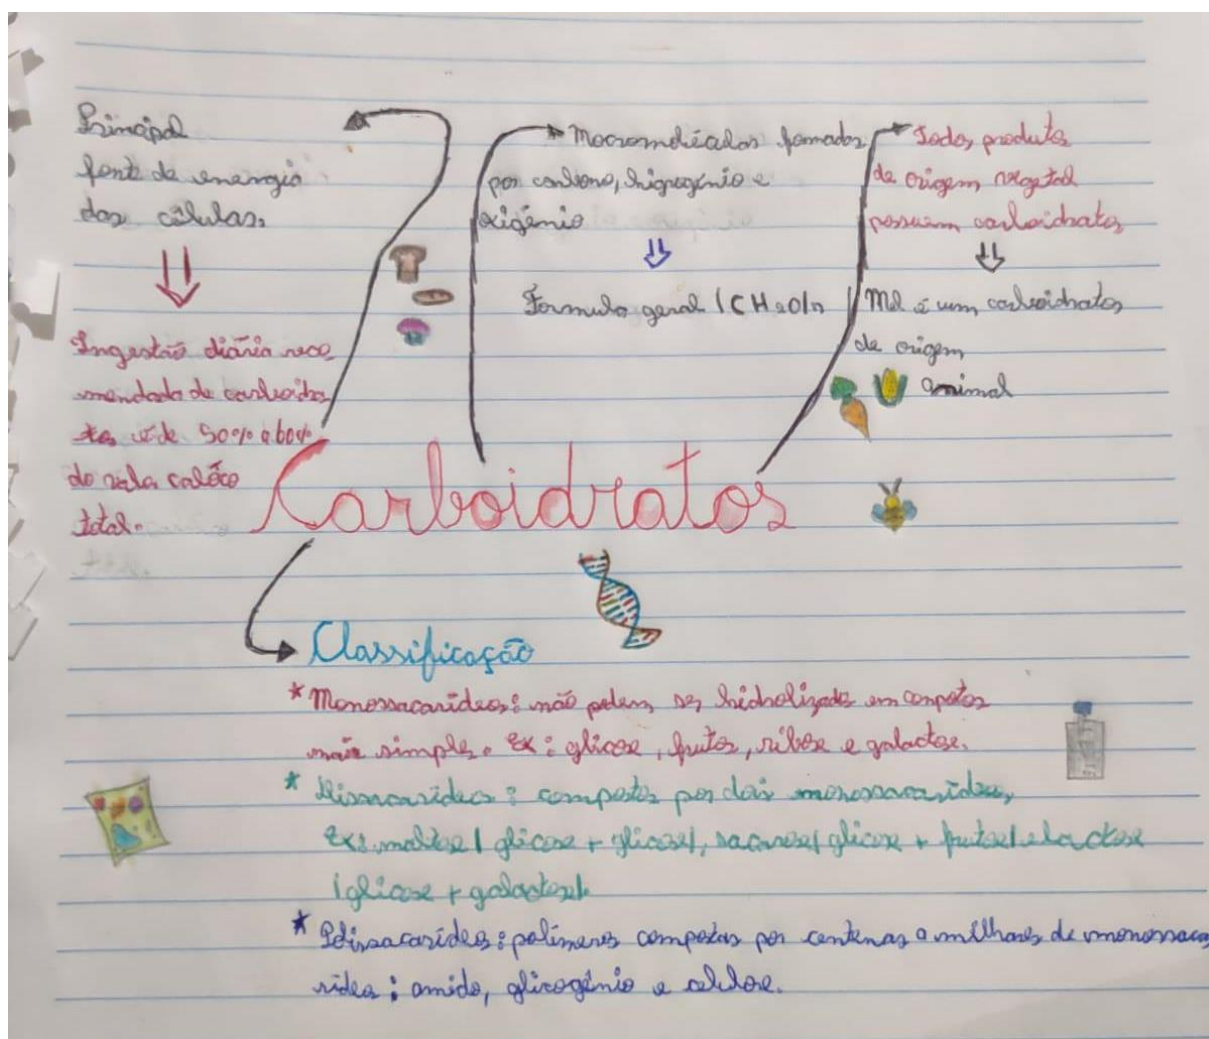 Principal
fonte de energia
das células.
Ingestão diária reco
mendada de carboidra
tos é de 50% a 60%
do valor calóico
total.
Macromoléculas formadas
por carbono, higrogênio e
oxigênio
Formula geral (CH2O)n
Todos produtos
de origem vegetal
possuem carboidratos
Mel é um carboidratos
de origem
animal
Carboidratos
Classificação
* Monossacarídeos: não podem ser hidrolizados em compostos
mais simples. Ex: glicose, frutos, ribose e galactose.
* Dissacarídeos: compostos por dois monossacarídeos,
Ex: maltose (glicose + glicose), sacarose (glicose + frutose) e lactose
(glicose + galactose).
* Polissacarídeos: polímeros compostos por centenas a milhares de monossaca
rídeos: amido, glicogênio e celulose.